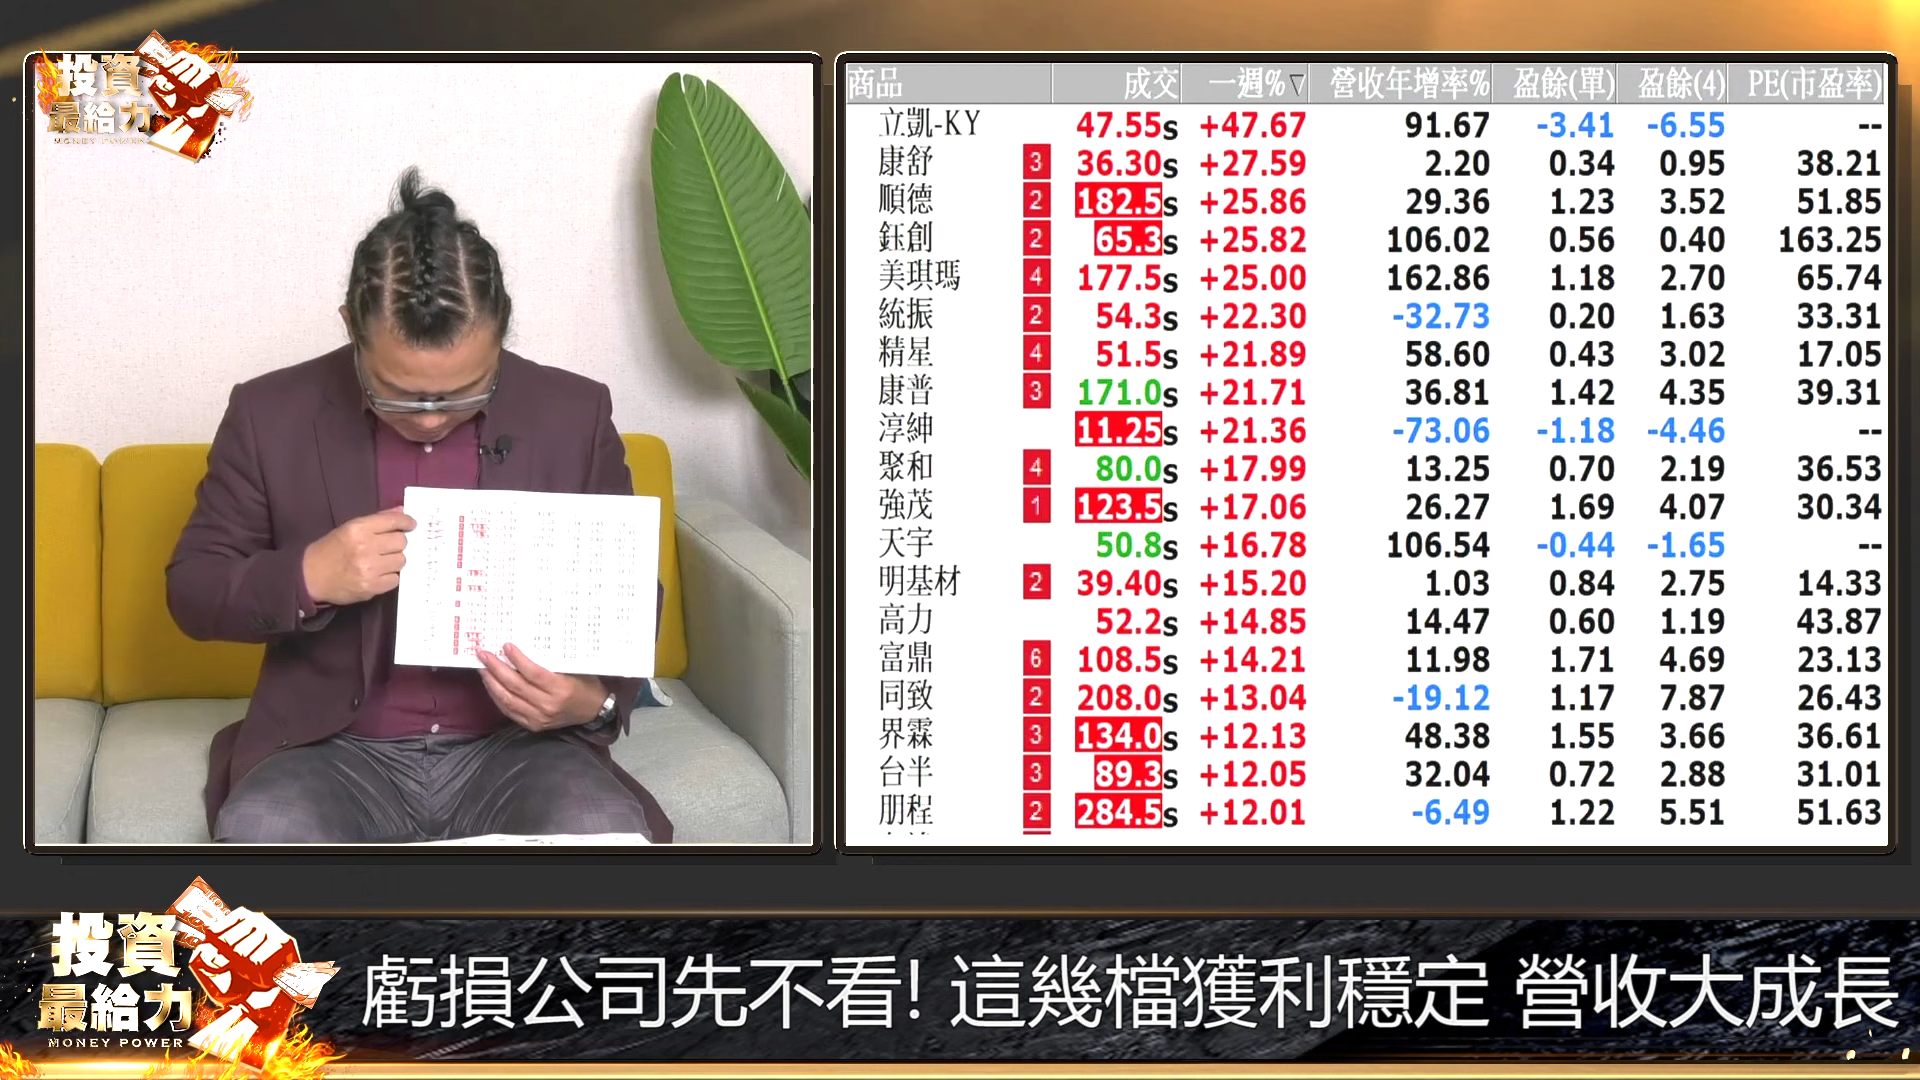 投資
最給力
MONEY POWER
商品 成交 一週%▽ 營收年增率% 盈餘(單) 盈餘(4) PE(市盈率)
立凱-KY 47.55s +47.67 91.67 -3.41 -6.55 --
康舒 3 36.30s +27.59 2.20 0.34 0.95 38.21
順德 2 182.5s +25.86 29.36 1.23 3.52 51.85
鈺創 2 65.3s +25.82 106.02 0.56 0.40 163.25
美琪瑪 4 177.5s +25.00 162.86 1.18 2.70 65.74
統振 2 54.3s +22.30 -32.73 0.20 1.63 33.31
精星 4 51.5s +21.89 58.60 0.43 3.02 17.05
康普 3 171.0s +21.71 36.81 1.42 4.35 39.31
淳紳 11.25s +21.36 -73.06 -1.18 -4.46 --
聚和 4 80.0s +17.99 13.25 0.70 2.19 36.53
強茂 1 123.5s +17.06 26.27 1.69 4.07 30.34
天宇 50.8s +16.78 106.54 -0.44 -1.65 --
明基材 2 39.40s +15.20 1.03 0.84 2.75 14.33
高力 52.2s +14.85 14.47 0.60 1.19 43.87
富鼎 6 108.5s +14.21 11.98 1.71 4.69 23.13
同致 2 208.0s +13.04 -19.12 1.17 7.87 26.43
界霖 3 134.0s +12.13 48.38 1.55 3.66 36.61
台半 3 89.3s +12.05 32.04 0.72 2.88 31.01
朋程 2 284.5s +12.01 -6.49 1.22 5.51 51.63
投資
最給力
MONEY POWER
虧損公司先不看! 這幾檔獲利穩定 營收大成長